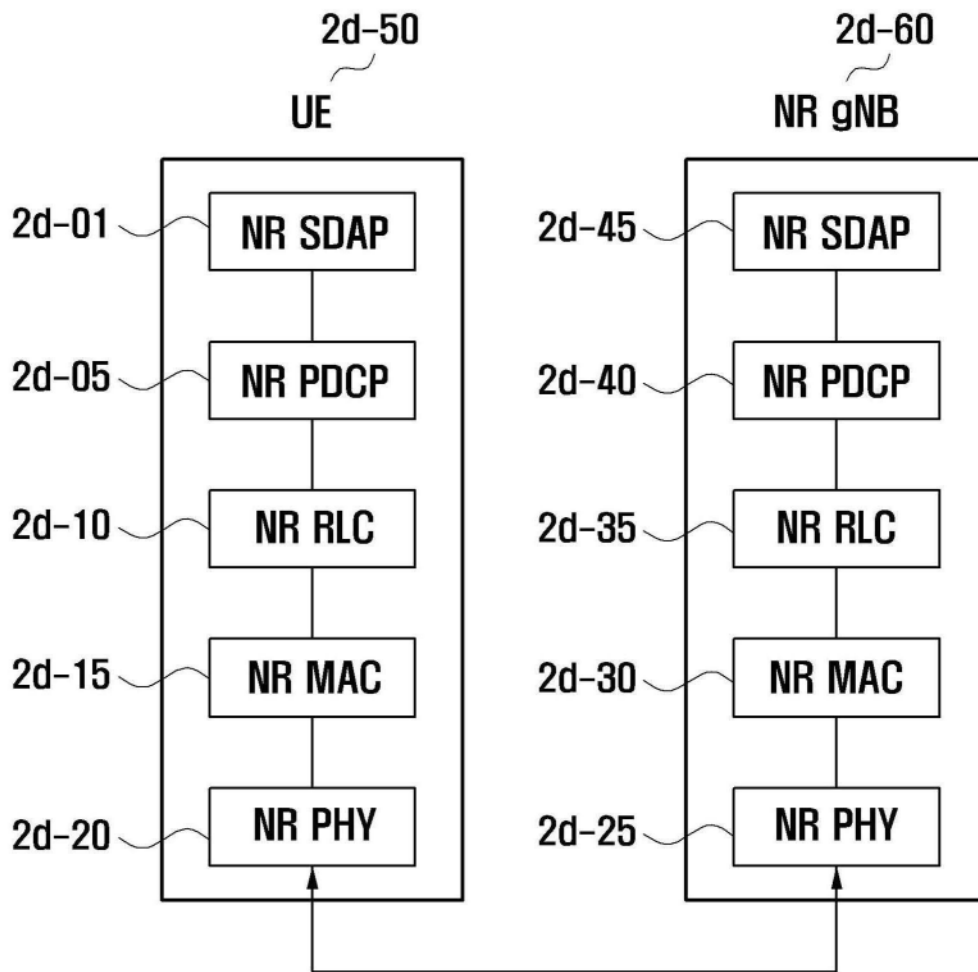 2d-50 2d-60
UE NR gNB
2d-01 NR SDAP 2d-45 NR SDAP
2d-05 NR PDCP 2d-40 NR PDCP
2d-10 NR RLC 2d-35 NR RLC
2d-15 NR MAC 2d-30 NR MAC
2d-20 NR PHY 2d-25 NR PHY